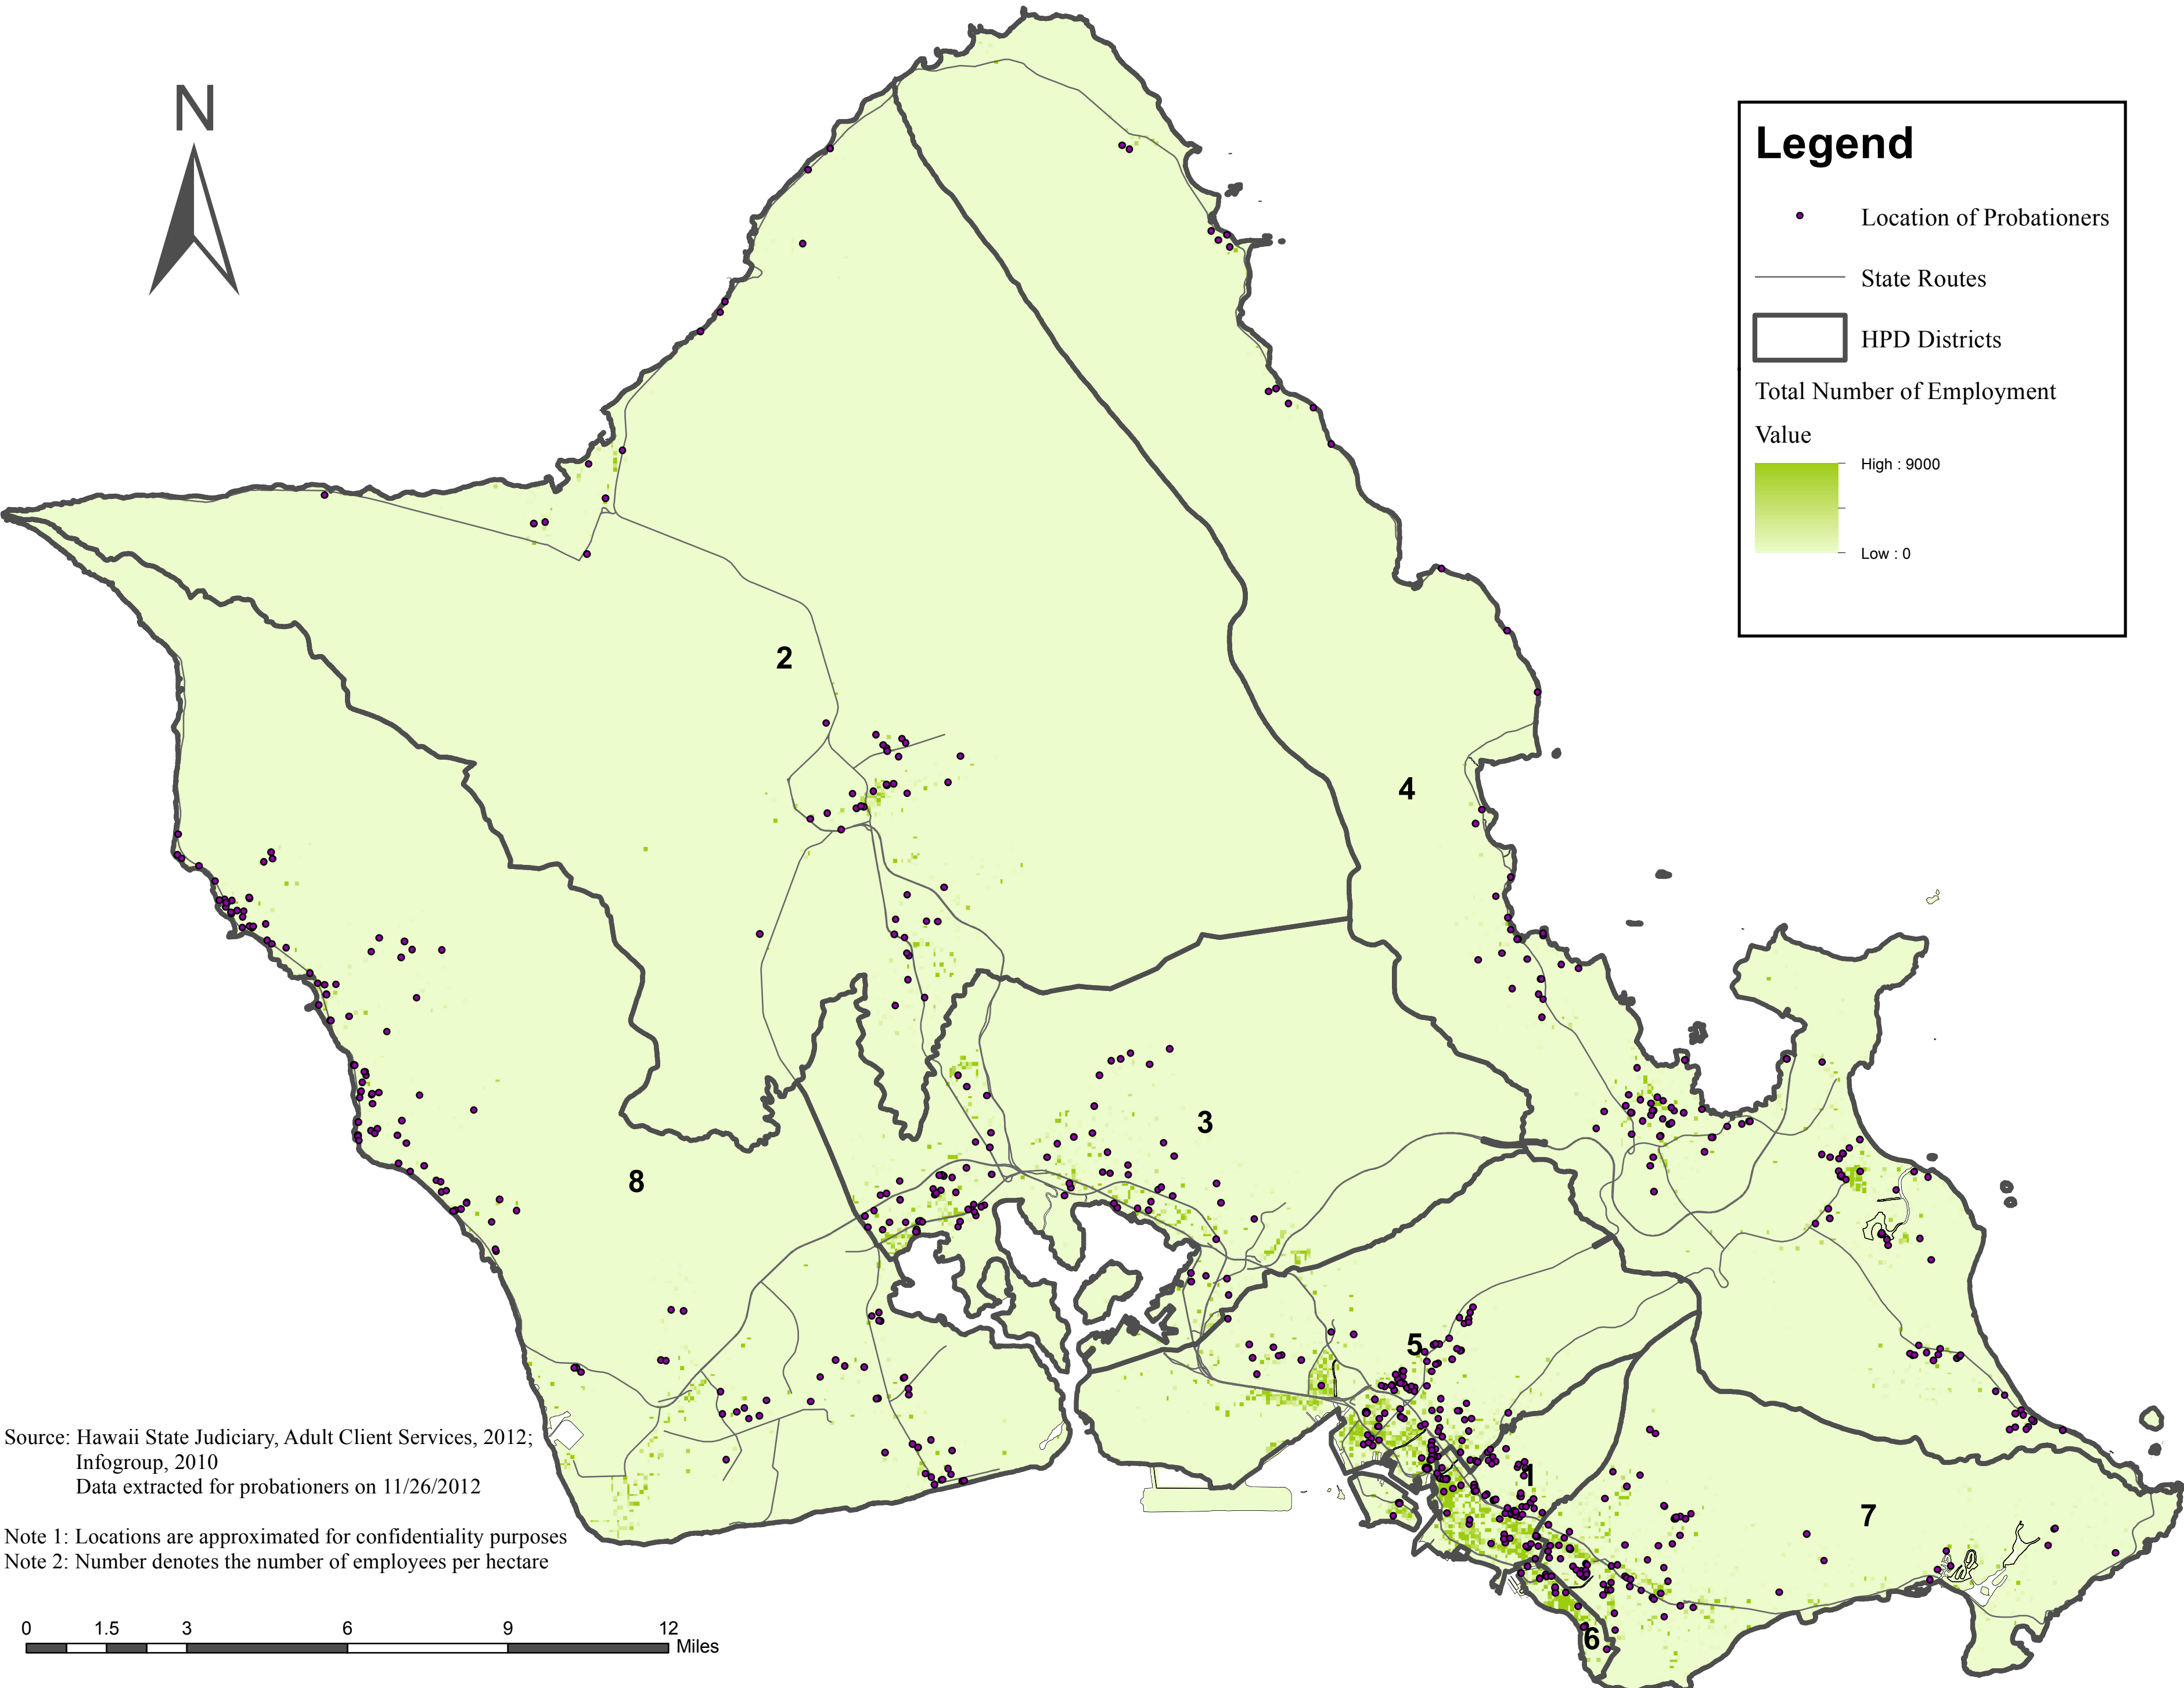 N
Legend
Location of Probationers
State Routes
HPD Districts
Total Number of Employment
Value
High : 9000
Low : 0
2
4
3
8
5
1
7
6
Source: Hawaii State Judiciary, Adult Client Services, 2012;
Infogroup, 2010
Data extracted for probationers on 11/26/2012
Note 1: Locations are approximated for confidentiality purposes
Note 2: Number denotes the number of employees per hectare
0 1.5 3 6 9 12
Miles